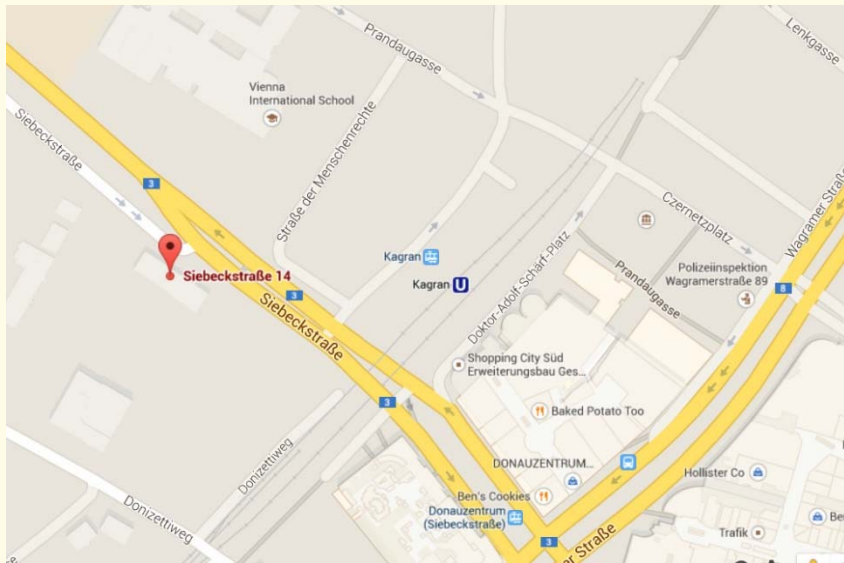 Prandaugasse
Lenkgasse
Vienna
International School
Siebeckstraße
Straße der Menschenrechte
3
Wagramer Straße
Czernetzplatz
Kagran
Kagran U
Polizeiinspektion
Wagramerstraße 89
Prandaugasse
Siebeckstraße 14
8
3
Siebeckstraße
Doktor-Adolf-Schärf-Platz
Shopping City Süd
Erweiterungsbau Ges...
3
Baked Potato Too
Donizettiweg
DONAUZENTRUM...
Hollister Co
Donizettiweg
Ben's Cookies
Donauzentrum
(Siebeckstraße)
Be
3
er Straße
Trafik